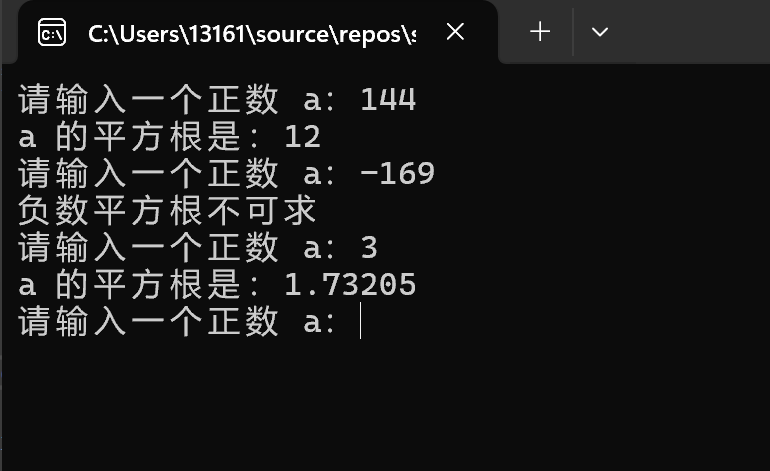 C:\Users\13161\source\repos\s
请输入一个正数 a: 144
a 的平方根是: 12
请输入一个正数 a: -169
负数平方根不可求
请输入一个正数 a: 3
a 的平方根是: 1.73205
请输入一个正数 a: